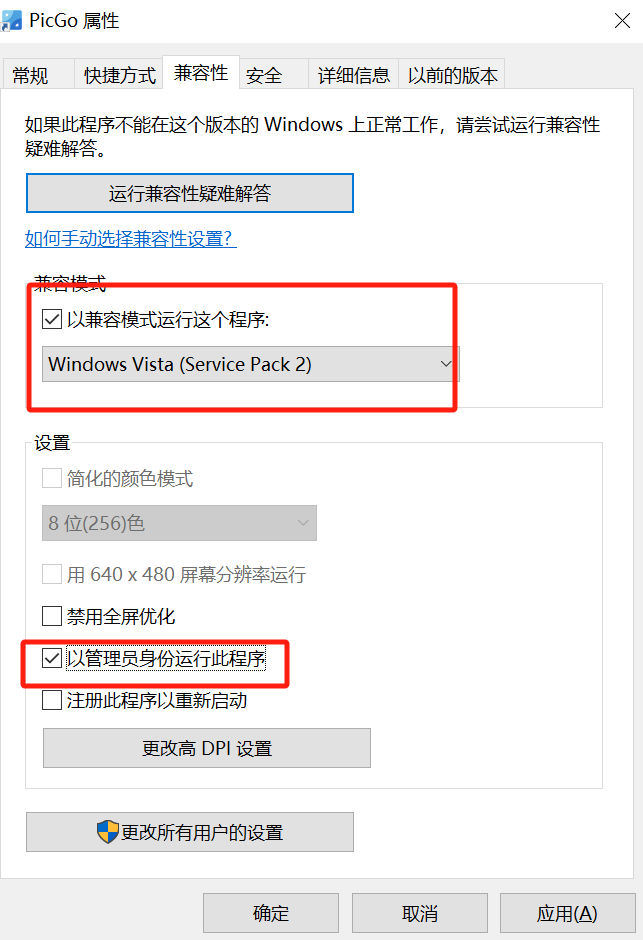 PicGo 属性
常规 快捷方式 兼容性 安全 详细信息 以前的版本
如果此程序不能在这个版本的 Windows 上正常工作，请尝试运行兼容性
疑难解答。
运行兼容性疑难解答
如何手动选择兼容性设置?
兼容模式
以兼容模式运行这个程序:
Windows Vista (Service Pack 2)
设置
简化的颜色模式
8 位(256)色
用 640 x 480 屏幕分辨率运行
禁用全屏优化
以管理员身份运行此程序
注册此程序以重新启动
更改高 DPI 设置
更改所有用户的设置
确定 取消 应用(A)